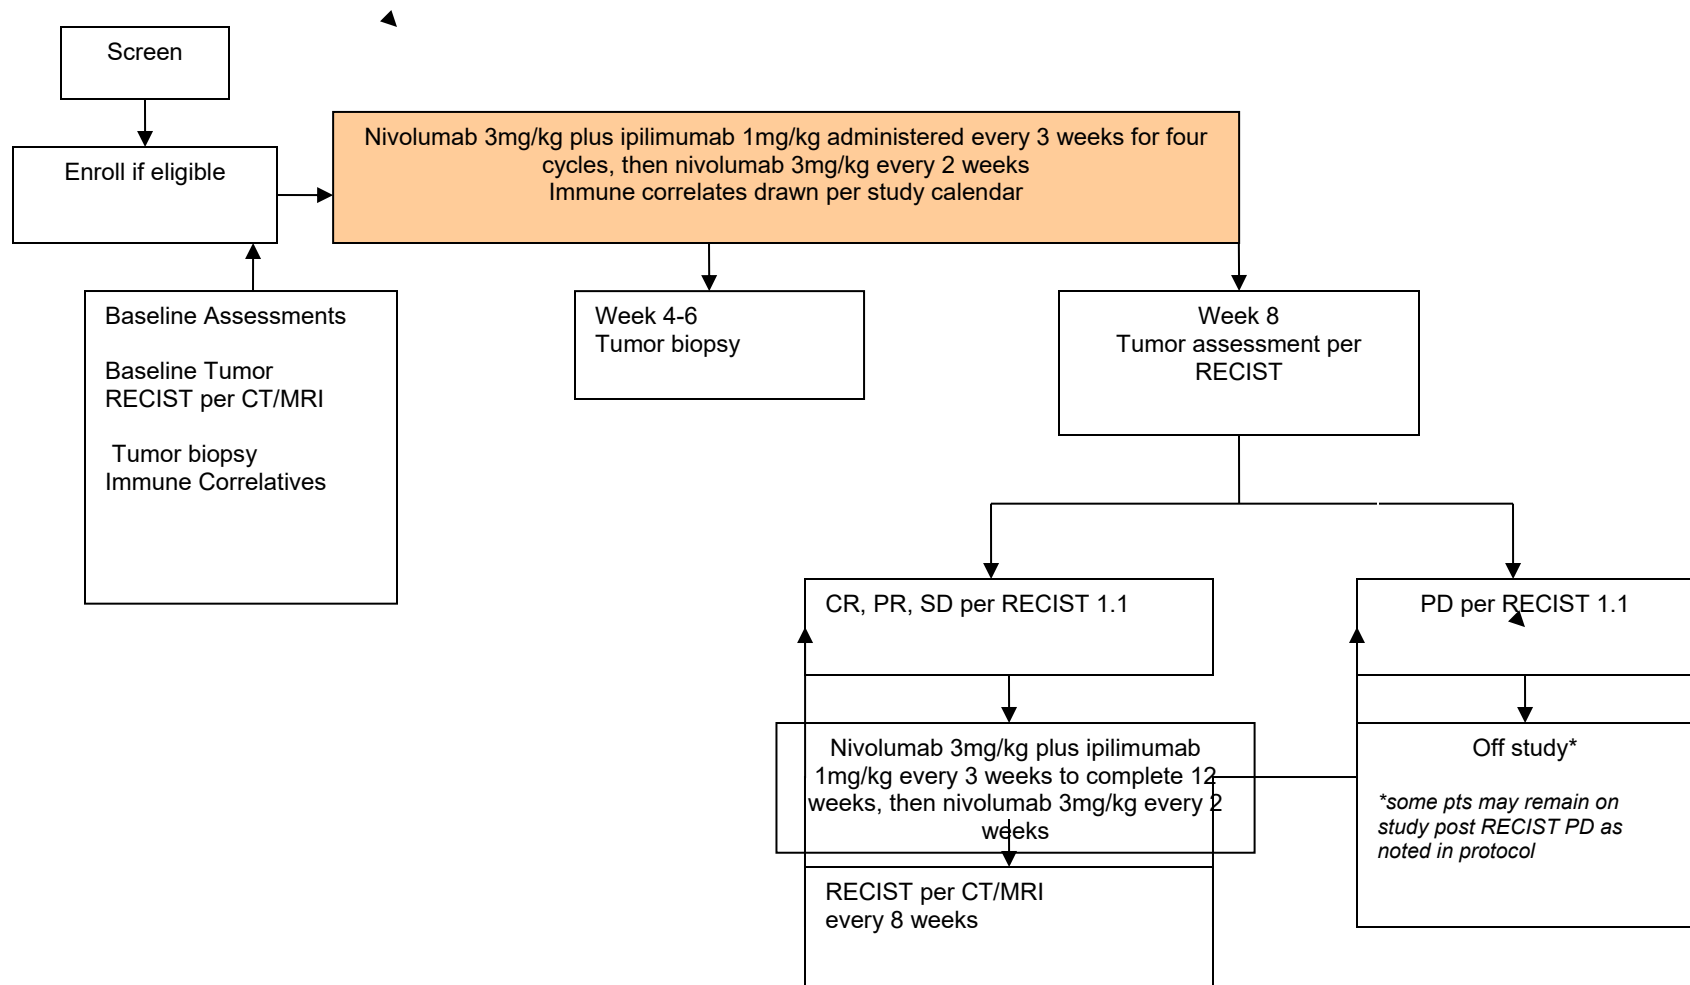 Screen
Enroll if eligible
Nivolumab 3mg/kg plus ipilimumab 1mg/kg administered every 3 weeks for four
cycles, then nivolumab 3mg/kg every 2 weeks
Immune correlates drawn per study calendar
Baseline Assessments
Baseline Tumor
RECIST per CT/MRI
Tumor biopsy
Immune Correlatives
Week 4-6
Tumor biopsy
Week 8
Tumor assessment per
RECIST
CR, PR, SD per RECIST 1.1
PD per RECIST 1.1
Nivolumab 3mg/kg plus ipilimumab
1mg/kg every 3 weeks to complete 12
weeks, then nivolumab 3mg/kg every 2
weeks
Off study*
*some pts may remain on
study post RECIST PD as
noted in protocol
RECIST per CT/MRI
every 8 weeks